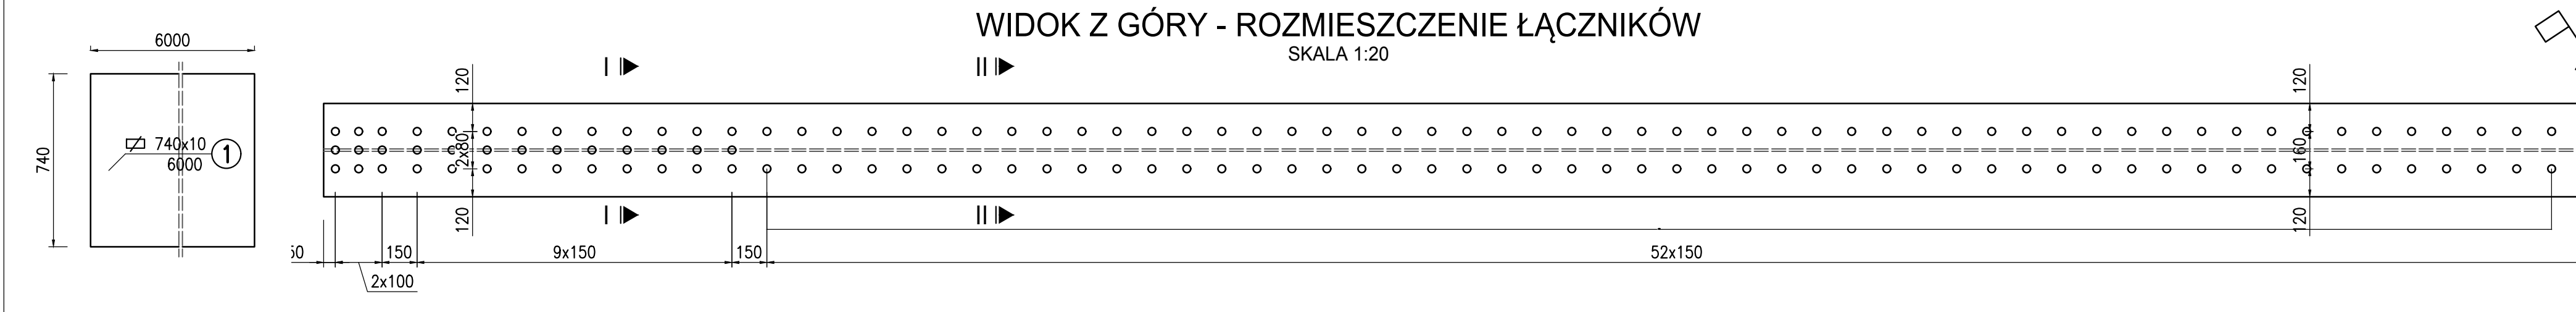 WIDOK Z GÓRY - ROZMIESZCZENIE ŁĄCZNIKÓW
SKALA 1:20
6000
740
740x10
6000
1
I
II
120
2x80
120
I
II
120
160
120
150
9x150
150
52x150
2x100